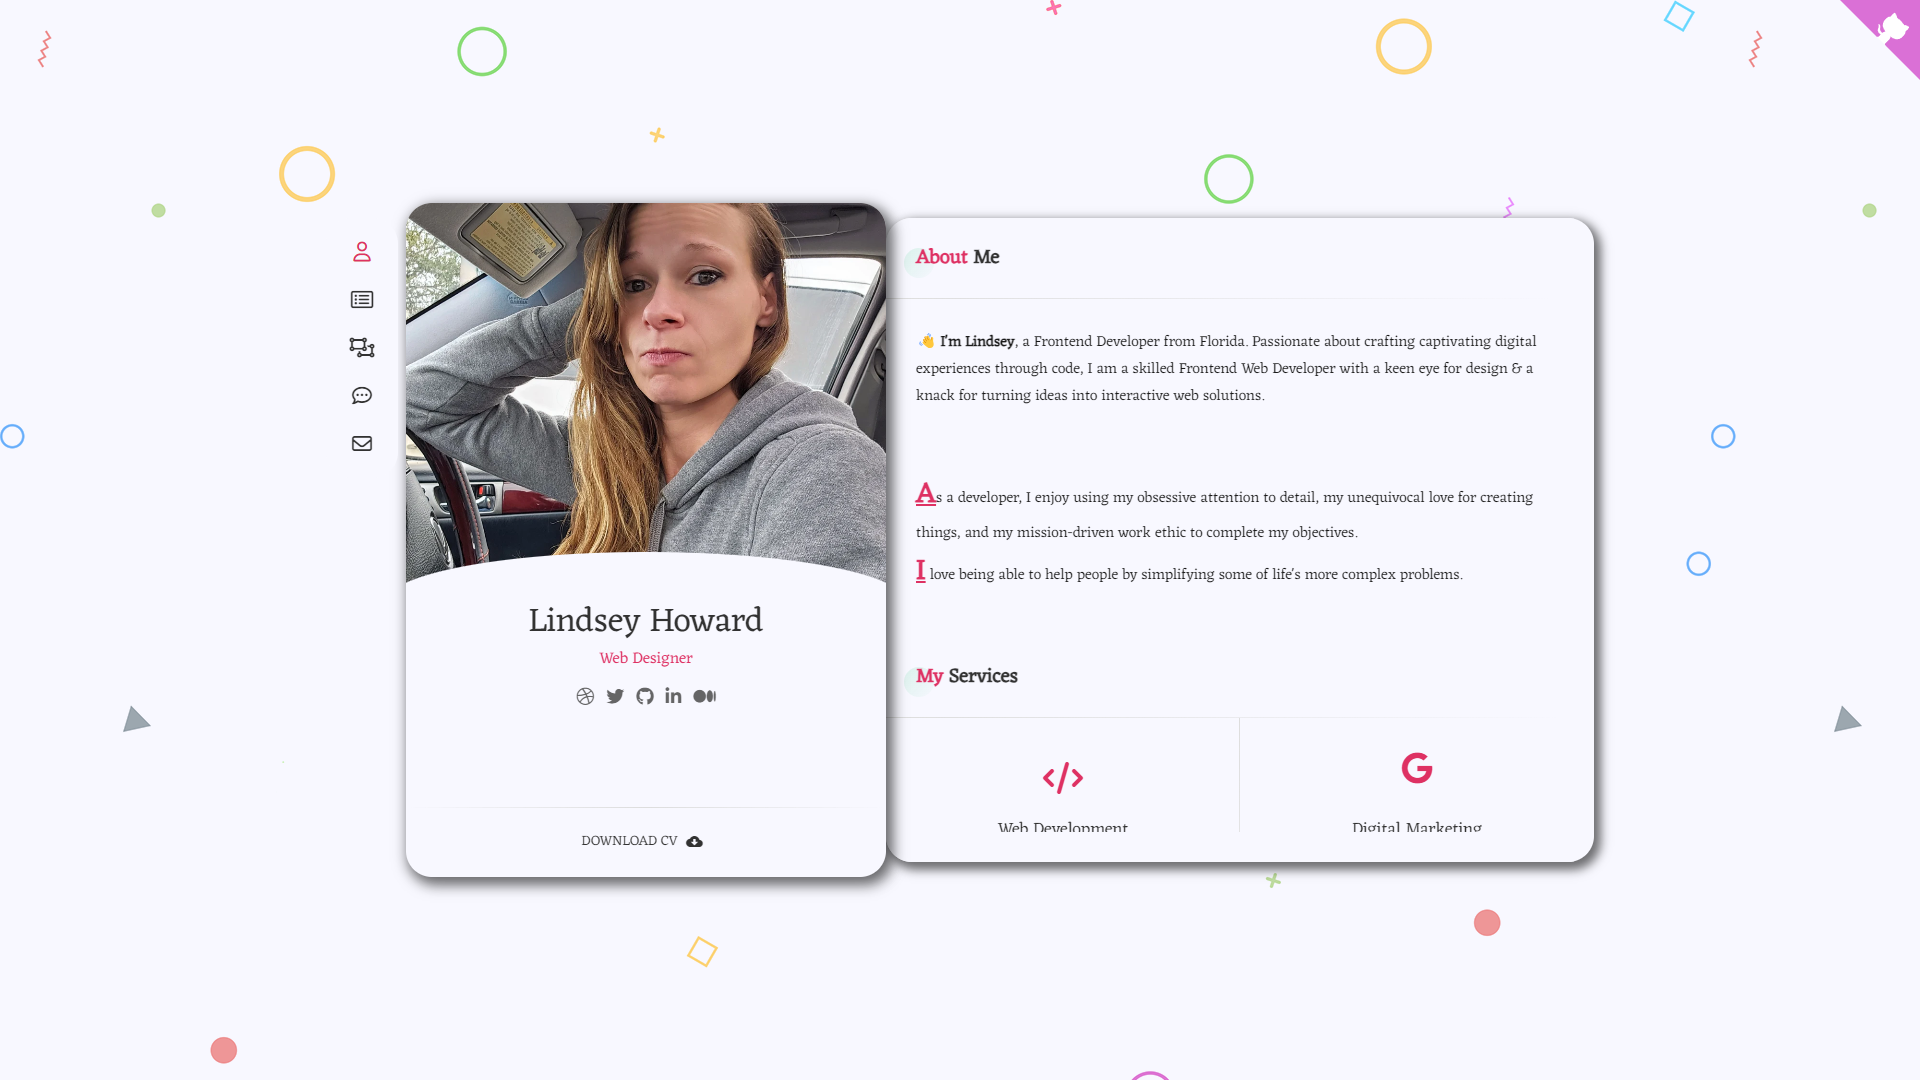 About Me
👋 I'm Lindsey, a Frontend Developer from Florida. Passionate about crafting captivating digital
experiences through code, I am a skilled Frontend Web Developer with a keen eye for design & a
knack for turning ideas into interactive web solutions.
As a developer, I enjoy using my obsessive attention to detail, my unequivocal love for creating
things, and my mission-driven work ethic to complete my objectives.
I love being able to help people by simplifying some of life's more complex problems.
Lindsey Howard
Web Designer
DOWNLOAD CV
My Services
Web Development
Digital Marketing